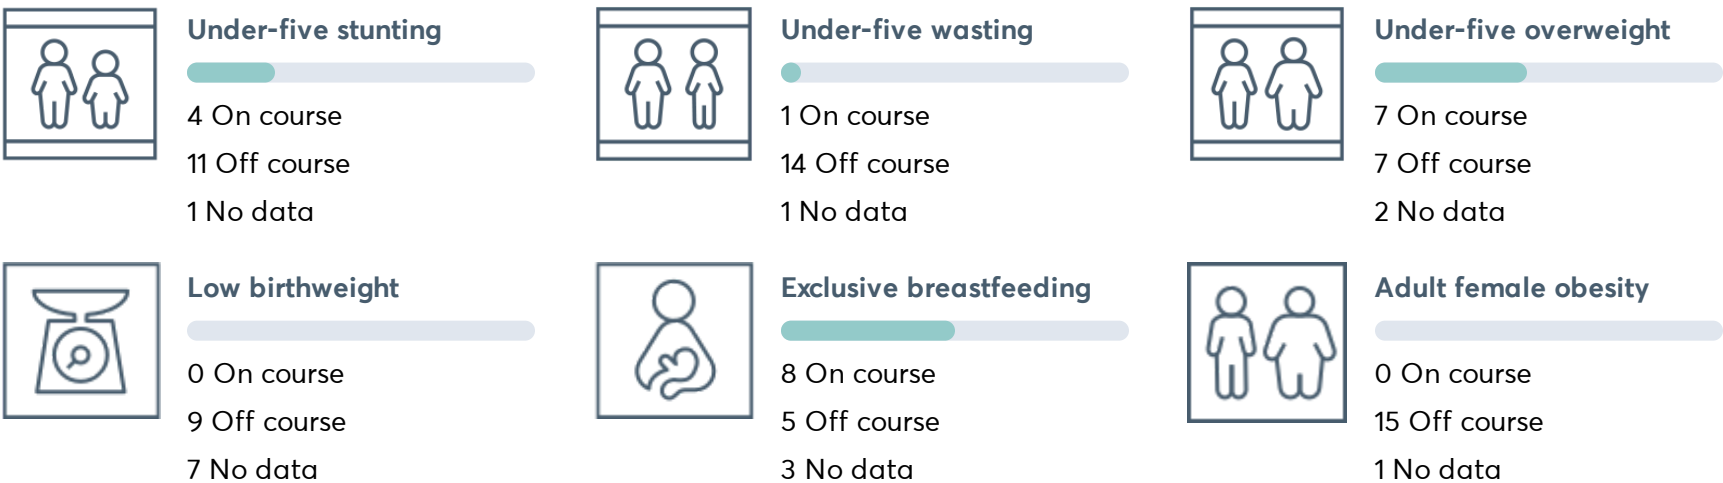 Under-five stunting
4 On course
11 Off course
1 No data
Under-five wasting
1 On course
14 Off course
1 No data
Under-five overweight
7 On course
7 Off course
2 No data
Low birthweight
0 On course
9 Off course
7 No data
Exclusive breastfeeding
8 On course
5 Off course
3 No data
Adult female obesity
0 On course
15 Off course
1 No data